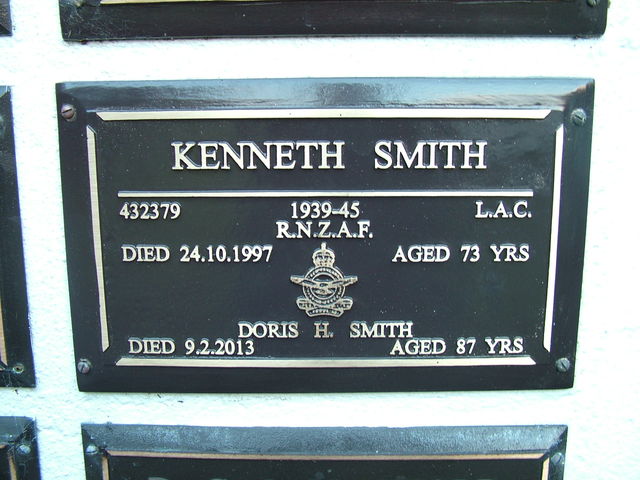 KENNETH SMITH
432379 1939-45 L.A.C.
R.N.Z.A.F.
DIED 24.10.1997 AGED 73 YRS
DORIS H. SMITH
DIED 9.2.2013 AGED 87 YRS